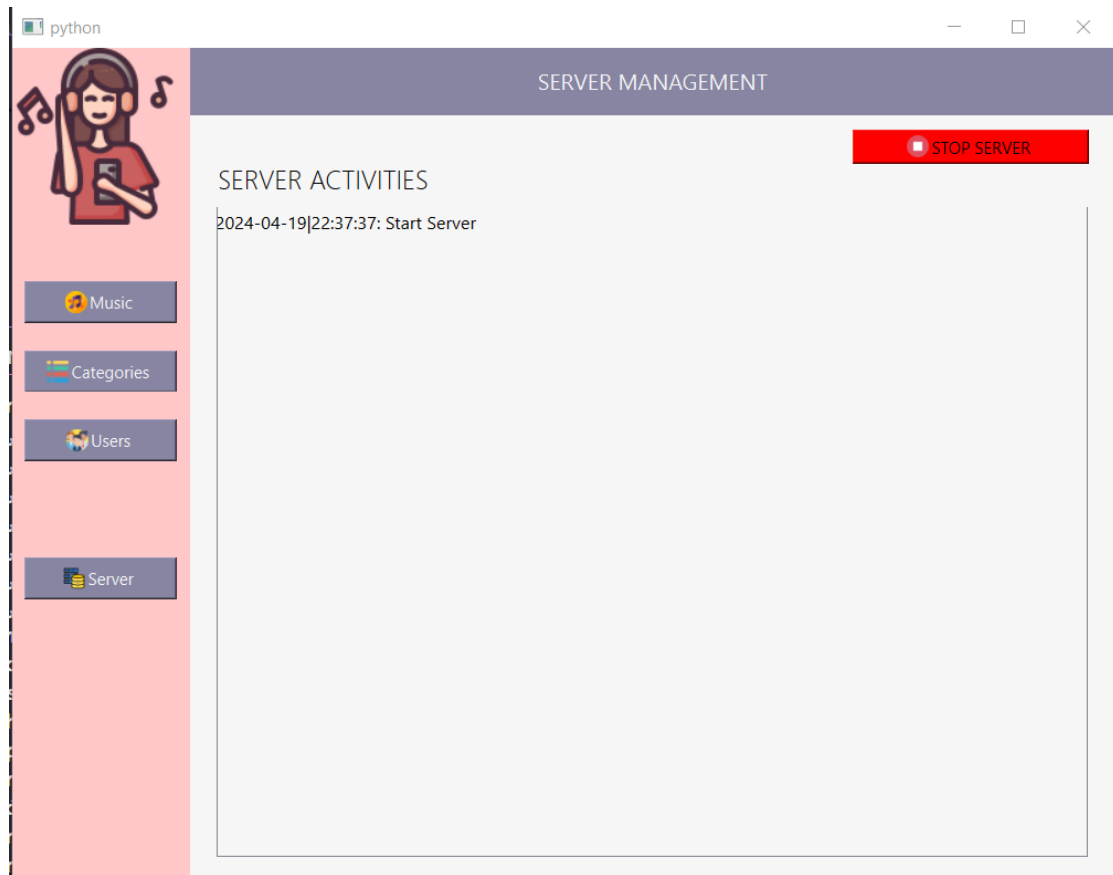 python
SERVER MANAGEMENT
STOP SERVER
SERVER ACTIVITIES
2024-04-19|22:37:37: Start Server
Music
Categories
Users
Server